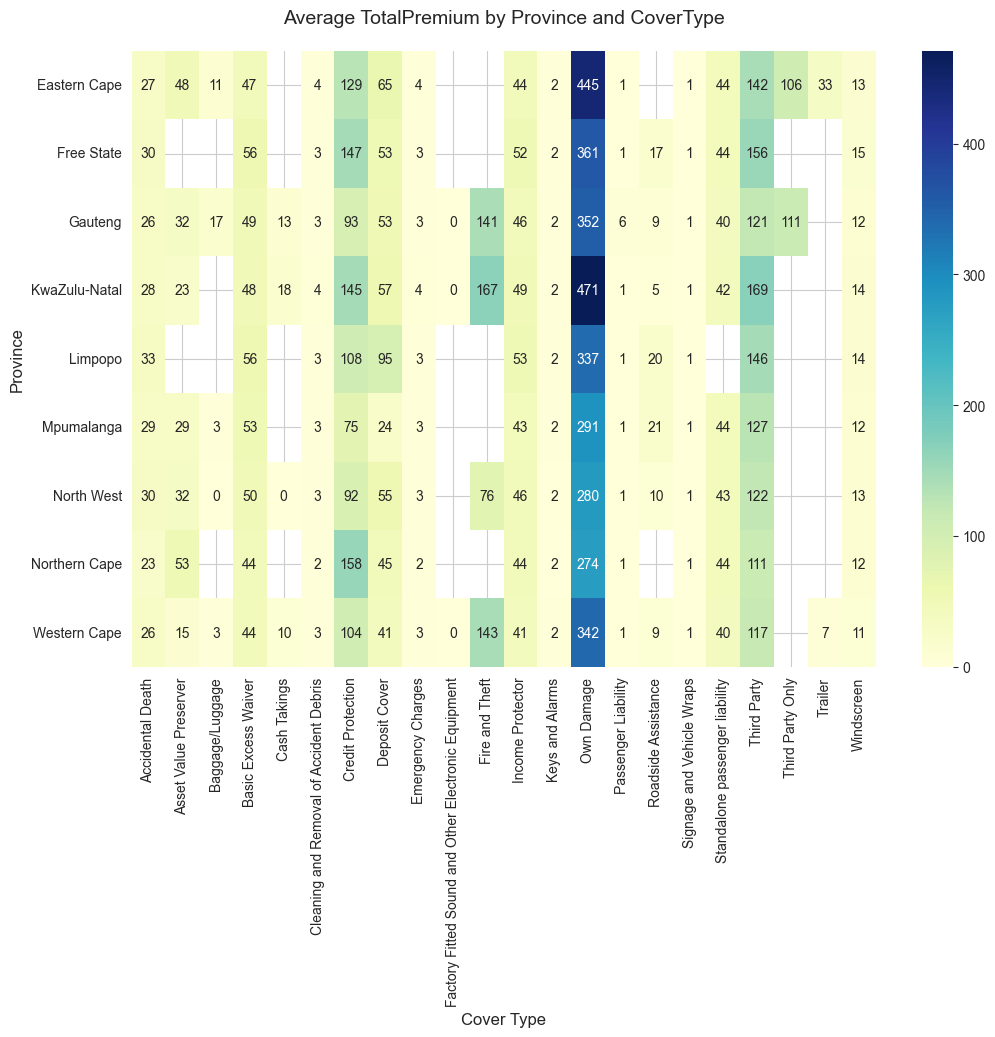 Average TotalPremium by Province and CoverType
Eastern Cape 27 48 11 47 4 129 65 4 44 2 445 1 1 44 142 106 33 13
Free State 30 56 3 147 53 3 52 2 361 1 17 1 44 156 15
Gauteng 26 32 17 49 13 3 93 53 3 0 141 46 2 352 6 9 1 40 121 111 12
KwaZulu-Natal 28 23 48 18 4 145 57 4 0 167 49 2 471 1 5 1 42 169 14
Limpopo 33 56 3 108 95 3 53 2 337 1 20 1 146 14
Mpumalanga 29 29 3 53 3 75 24 3 43 2 291 1 21 1 44 127 12
North West 30 32 0 50 0 3 92 55 3 76 46 2 280 1 10 1 43 122 13
Northern Cape 23 53 44 2 158 45 2 44 2 274 1 1 44 111 12
Western Cape 26 15 3 44 10 3 104 41 3 0 143 41 2 342 1 9 1 40 117 7 11
Province
Accidental Death
Asset Value Preserver
Baggage/Luggage
Basic Excess Waiver
Cash Takings
Cleaning and Removal of Accident Debris
Credit Protection
Deposit Cover
Emergency Charges
Factory Fitted Sound and Other Electronic Equipment
Fire and Theft
Income Protector
Keys and Alarms
Own Damage
Passenger Liability
Roadside Assistance
Signage and Vehicle Wraps
Standalone passenger liability
Third Party
Third Party Only
Trailer
Windscreen
Cover Type
400
300
200
100
0